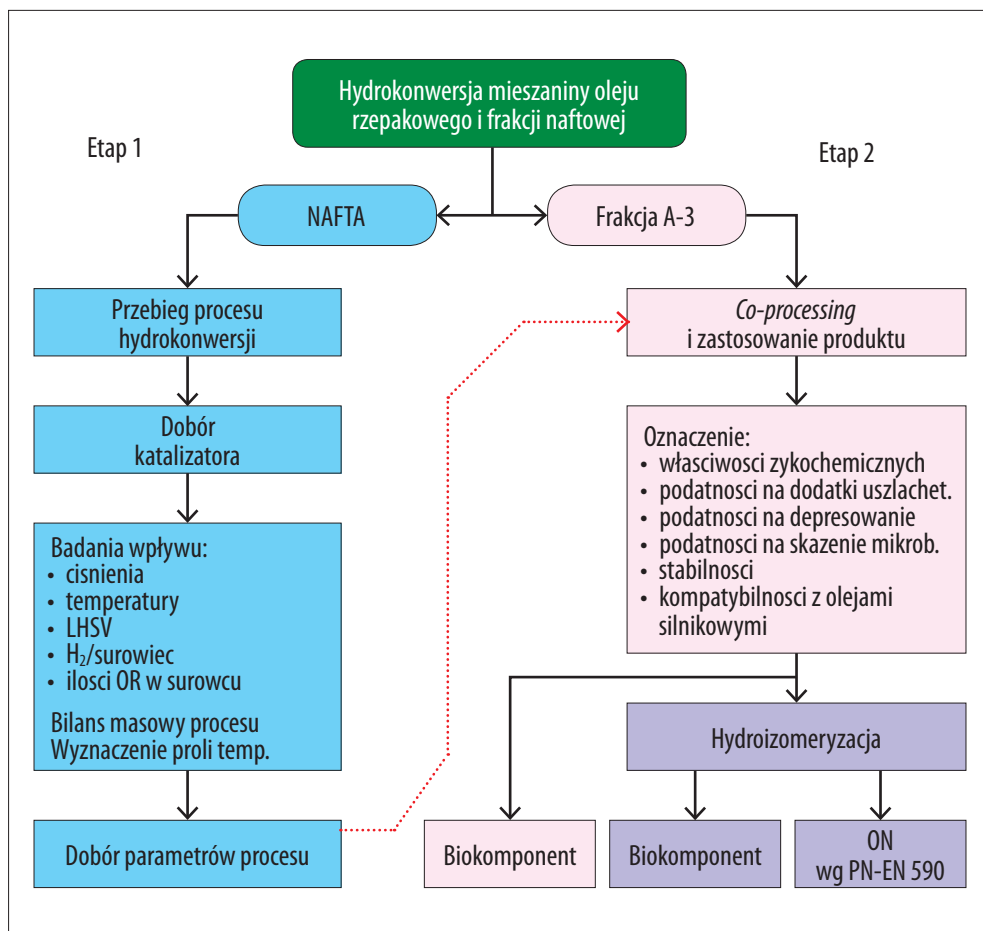 Hydrokonwersja mieszaniny oleju
rzepakowego i frakcji naftowej
Etap 1
Etap 2
NAFTA
Frakcja A-3
Przebieg procesu
hydrokonwersji
Co-processing
i zastosowanie produktu
Dobór
katalizatora
Oznaczenie:
• własciwosci zykochemicznych
• podatnosci na dodatki uszlachet.
• podatnosci na depresowanie
• podatnosci na skazenie mikrob.
• stabilnosci
• kompatybilnosci z olejami
silnikowymi
Badania wpływu:
• cisnienia
• temperatury
• LHSV
• H₂/surowiec
• ilosci OR w surowcu
Bilans masowy procesu
Wyznaczenie proli temp.
Hydroizomeryzacja
Dobór parametrów procesu
Biokomponent
Biokomponent
ON
wg PN-EN 590